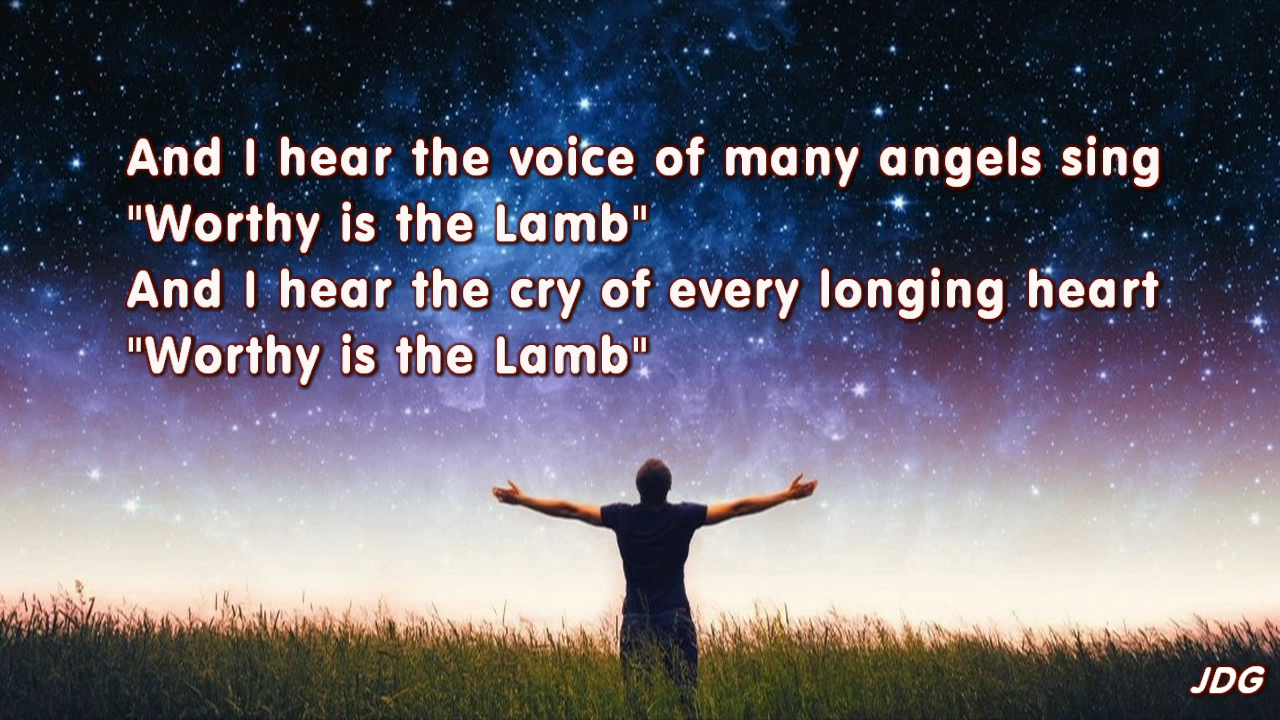 And I hear the voice of many angels sing
"Worthy is the Lamb"
And I hear the cry of every longing heart
"Worthy is the Lamb"
JDG